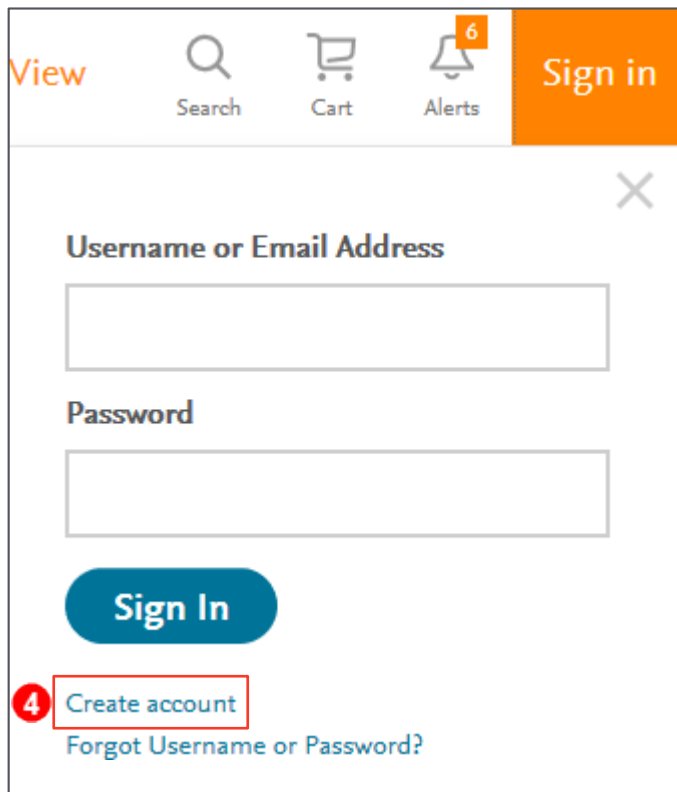 View
Search
Cart
6
Alerts
Sign in
Username or Email Address
Password
Sign In
4 Create account
Forgot Username or Password?